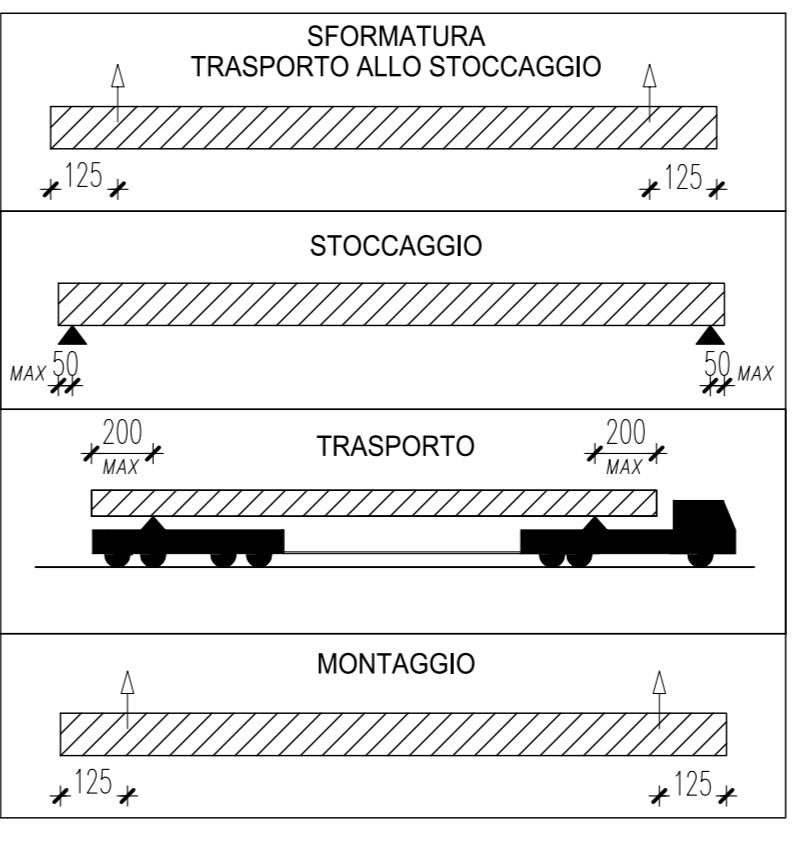 SFORMATURA
TRASPORTO ALLO STOCCAGGIO
125 125
STOCCAGGIO
MAX 50 50 MAX
200 TRASPORTO 200
MAX MAX
MONTAGGIO
125 125